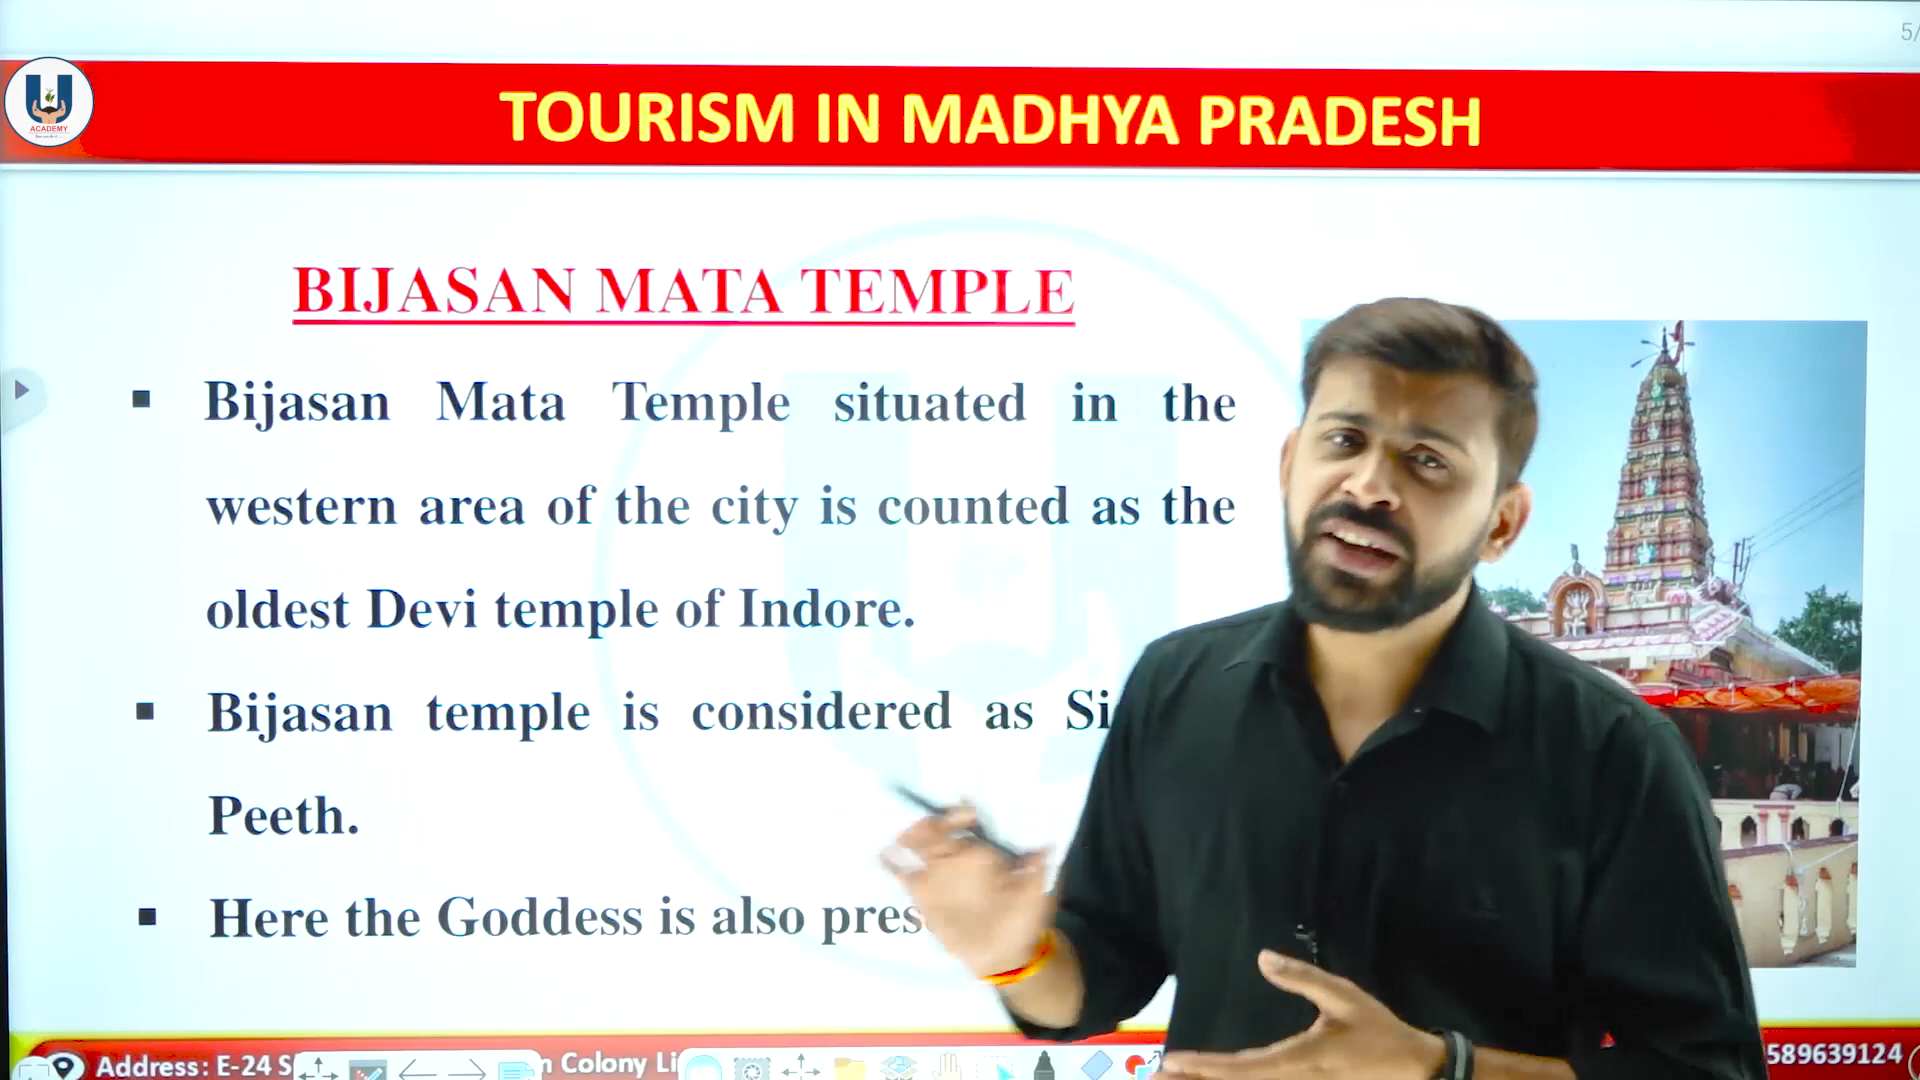 5/
ACADEMY
TOURISM IN MADHYA PRADESH
BIJASAN MATA TEMPLE
Bijasan Mata Temple situated in the
western area of the city is counted as the
oldest Devi temple of Indore.
Bijasan temple is considered as Si
Peeth.
Here the Goddess is also pres
Address: E-24 S
Colony Li
589639124